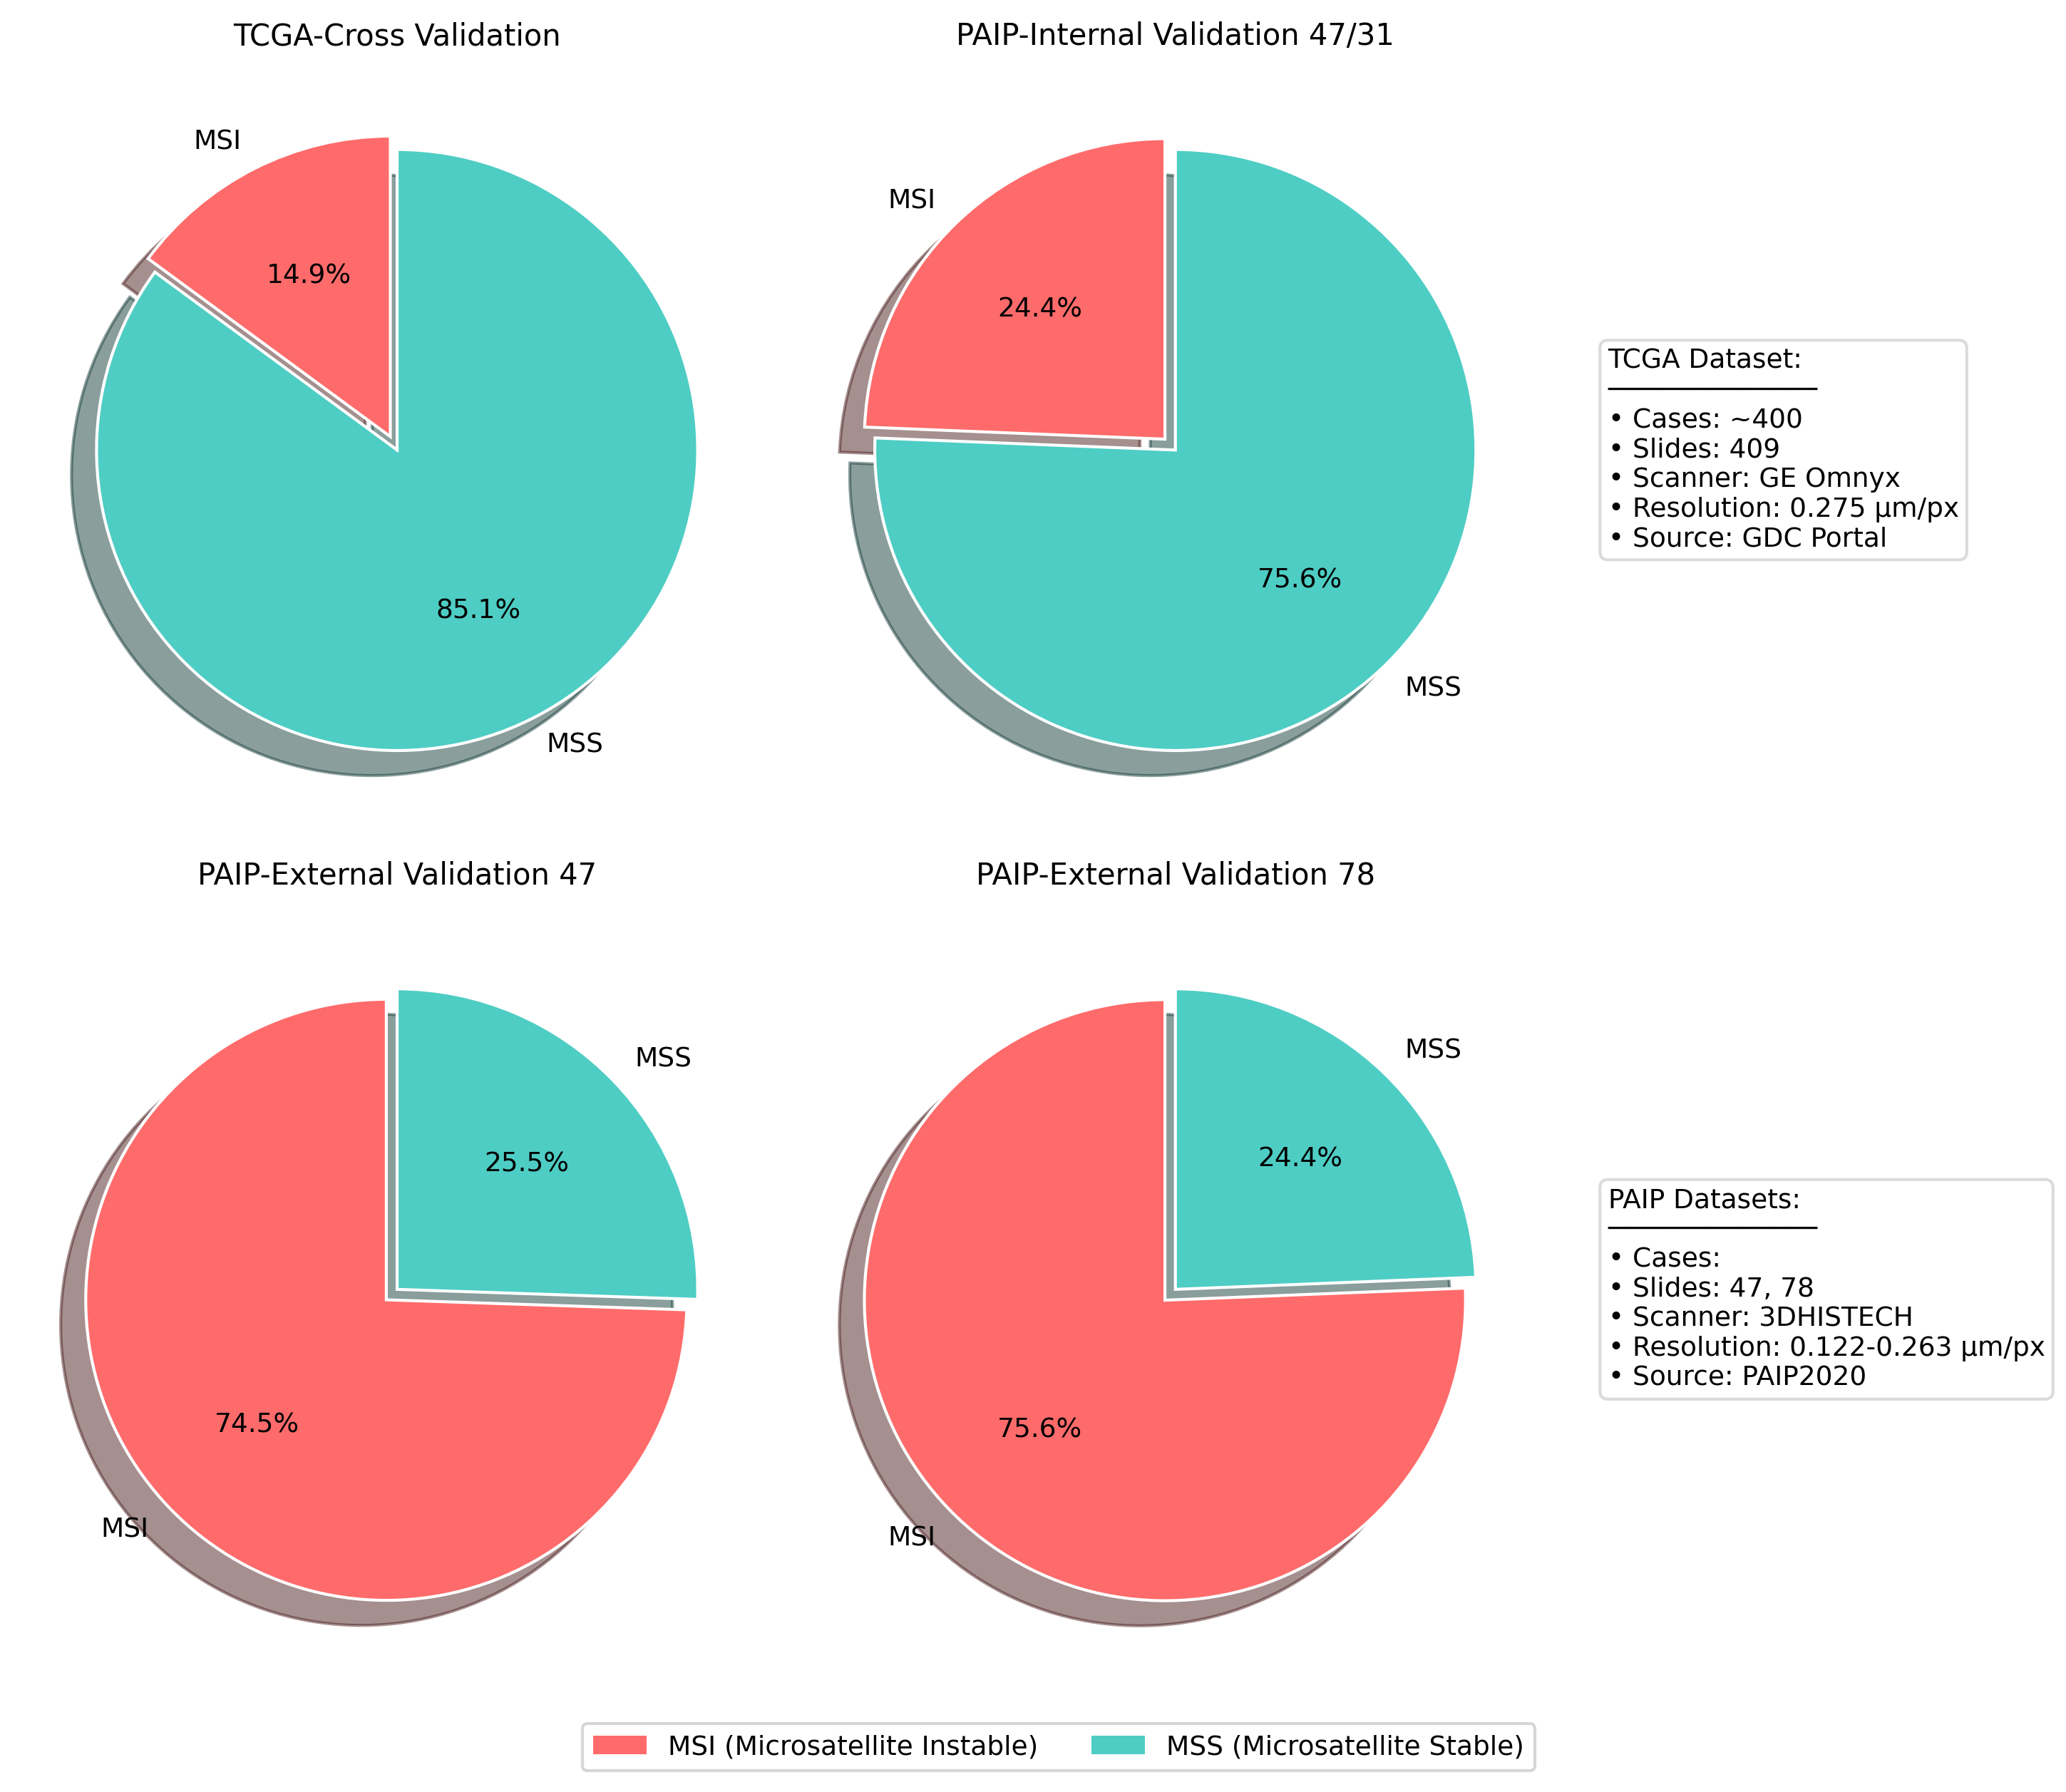 TCGA-Cross Validation
MSI
14.9%
85.1%
MSS
PAIP-Internal Validation 47/31
MSI
24.4%
75.6%
MSS
TCGA Dataset:
• Cases: ~400
• Slides: 409
• Scanner: GE Omnyx
• Resolution: 0.275 μm/px
• Source: GDC Portal
PAIP-External Validation 47
MSS
25.5%
74.5%
MSI
PAIP-External Validation 78
MSS
24.4%
75.6%
MSI
PAIP Datasets:
• Cases:
• Slides: 47, 78
• Scanner: 3DHISTECH
• Resolution: 0.122-0.263 μm/px
• Source: PAIP2020
MSI (Microsatellite Instable)
MSS (Microsatellite Stable)